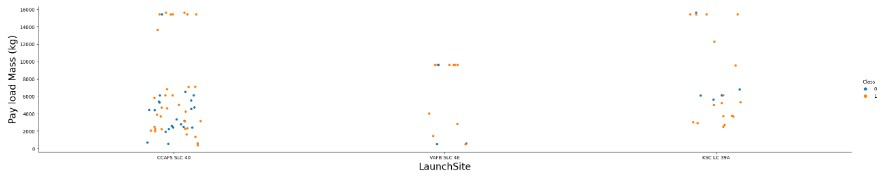 16000
14000
12000
10000
8000
6000
4000
2000
0
Pay load Mass (kg)
CCAFS SLC 40
VAFB SLC 4E
KSC LC 39A
LaunchSite
Class
0
1